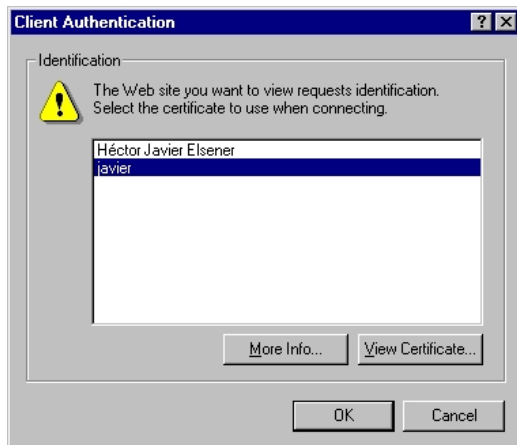 Client Authentication
Identification
The Web site you want to view requests identification.
Select the certificate to use when connecting.
Héctor Javier Elsener
javier
More Info...
View Certificate...
OK
Cancel